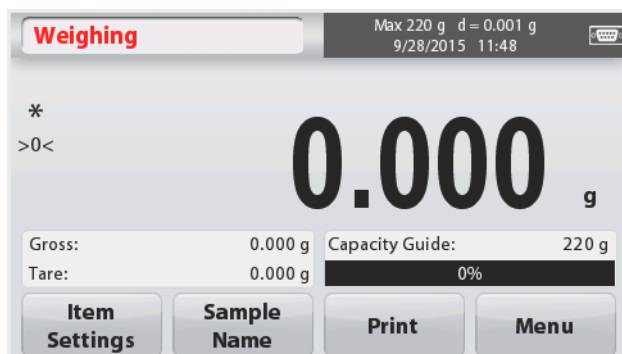 Weighing
Max 220 g d = 0.001 g
9/28/2015 11:48
*
>0<
0.000 g
Gross: 0.000 g
Tare: 0.000 g
Capacity Guide: 220 g
0%
Item
Settings
Sample
Name
Print
Menu